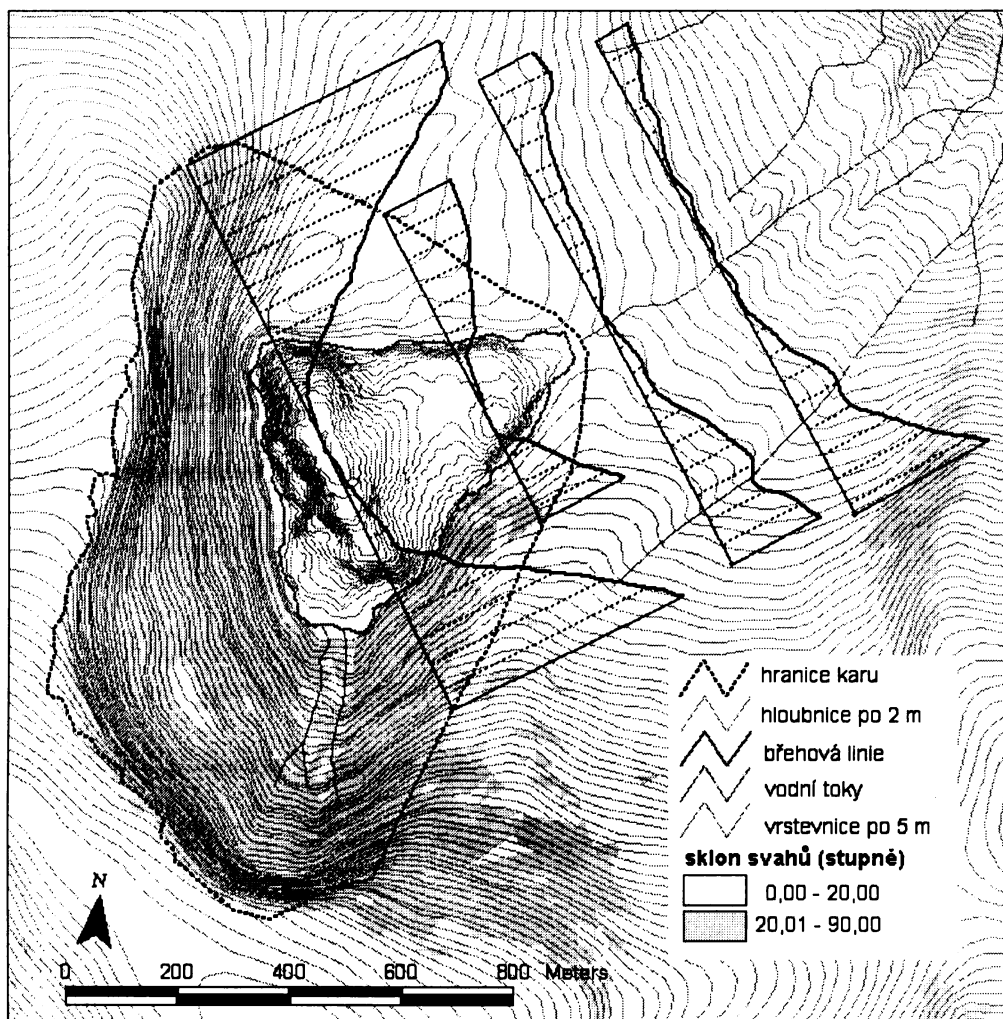 hranice karu
hloubnice po 2 m
břehová linie
vodní toky
vrstevnice po 5 m
sklon svahů (stupně)
0,00 - 20,00
20,01 - 90,00
N
0 200 400 600 800 Meters